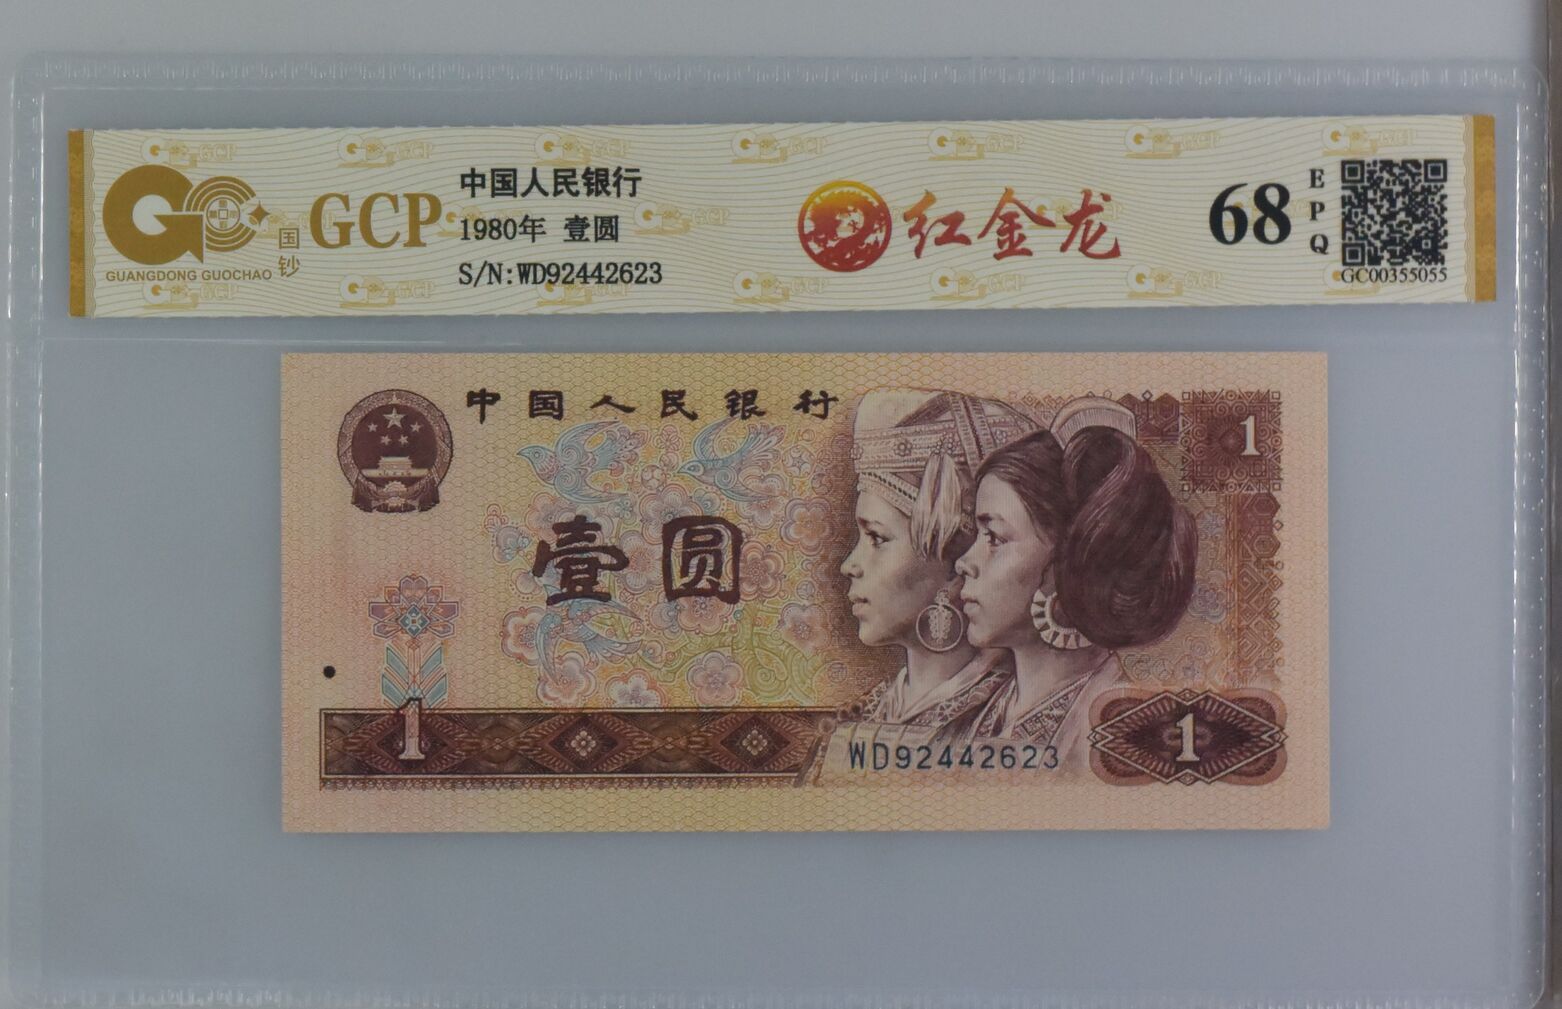 GCP
国钞
GUANGDONG GUOCHAO
中国人民银行
1980年 壹圆
S/N:WD92442623
红金龙
68
EPQ
GC00355055
中国人民银行
1
壹圆
1
WD92442623
1